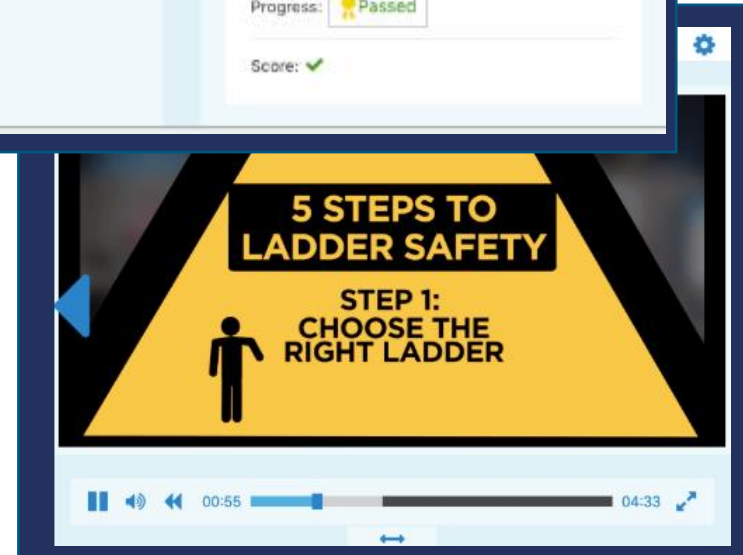 Progress: Passed
Score:
5 STEPS TO
LADDER SAFETY
STEP 1:
CHOOSE THE
RIGHT LADDER
00:55 04:33